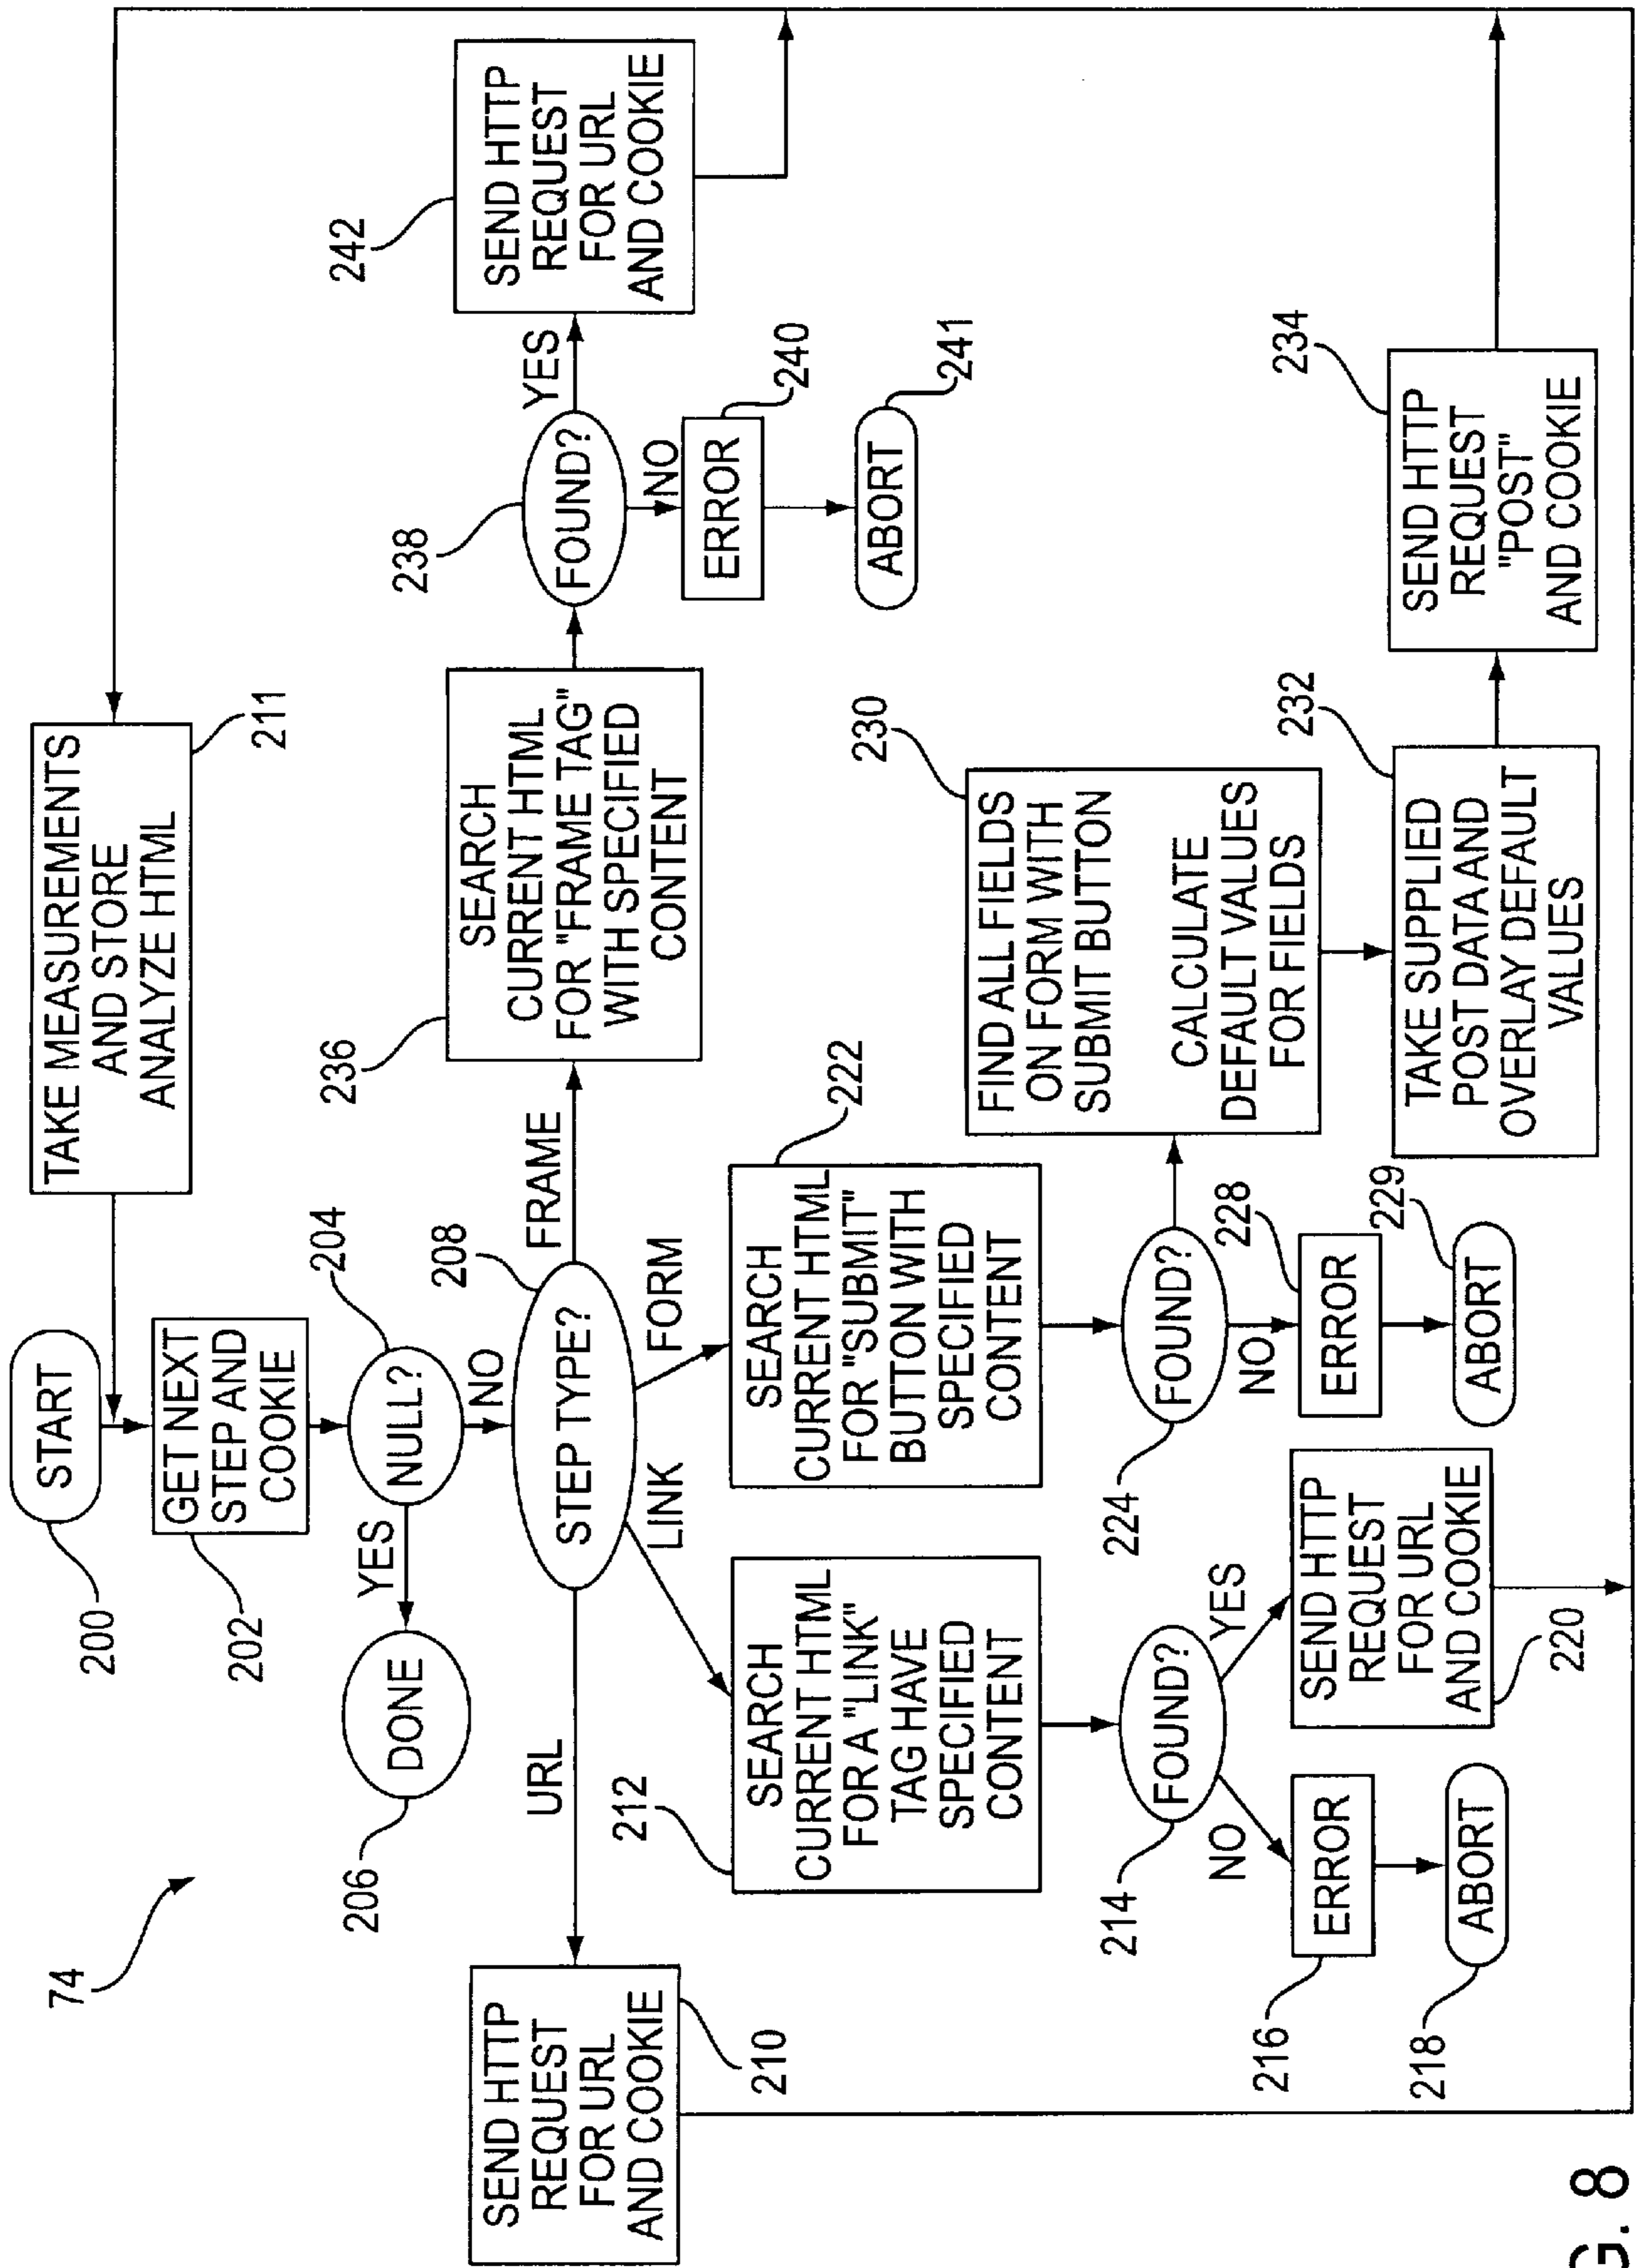 74
START
200
GET NEXT
STEP AND
COOKIE
202
NULL?
204
YES
DONE
206
NO
STEP TYPE?
208
TAKE MEASUREMENTS
AND STORE
ANALYZE HTML
211
URL
SEND HTTP
REQUEST
FOR URL
AND COOKIE
210
LINK
SEARCH
CURRENT HTML
FOR A "LINK"
TAG HAVE
SPECIFIED
CONTENT
212
FOUND?
214
NO
ERROR
216
ABORT
218
YES
SEND HTTP
REQUEST
FOR URL
AND COOKIE
220
FORM
SEARCH
CURRENT HTML
FOR "SUBMIT"
BUTTON WITH
SPECIFIED
CONTENT
222
FOUND?
224
NO
ERROR
228
ABORT
229
FIND ALL FIELDS
ON FORM WITH
SUBMIT BUTTON
CALCULATE
DEFAULT VALUES
FOR FIELDS
230
TAKE SUPPLIED
POST DATA AND
OVERLAY DEFAULT
VALUES
232
SEND HTTP
REQUEST
"POST"
AND COOKIE
234
FRAME
SEARCH
CURRENT HTML
FOR "FRAME TAG"
WITH SPECIFIED
CONTENT
236
FOUND?
238
NO
ERROR
240
ABORT
241
YES
SEND HTTP
REQUEST
FOR URL
AND COOKIE
242
G. 8